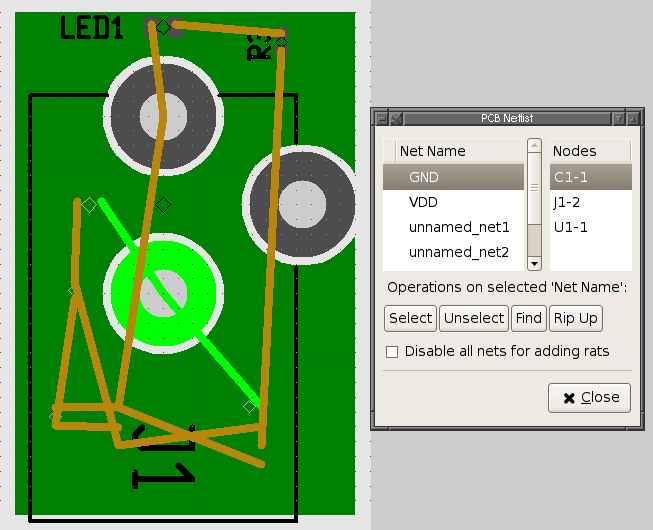 LED1
R3
J1
PCB Netlist
Net Name
Nodes
GND
C1-1
VDD
J1-2
unnamed_net1
U1-1
unnamed_net2
Operations on selected 'Net Name':
Select
Unselect
Find
Rip Up
Disable all nets for adding rats
Close